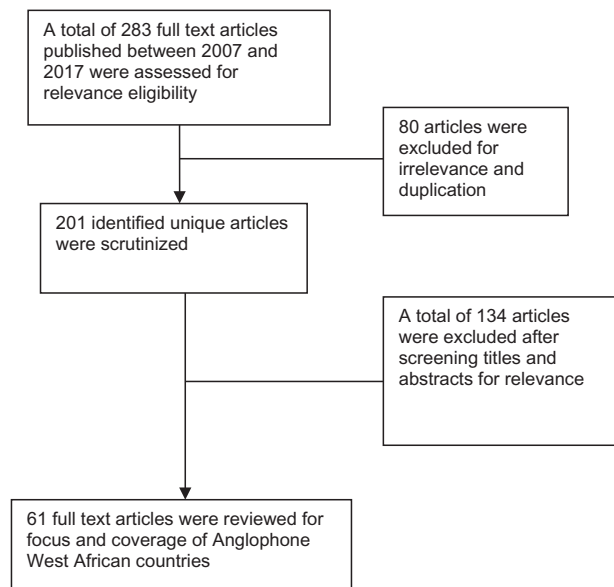 A total of 283 full text articles
published between 2007 and
2017 were assessed for
relevance eligibility
80 articles were
excluded for
irrelevance and
duplication
201 identified unique articles
were scrutinized
A total of 134 articles
were excluded after
screening titles and
abstracts for relevance
61 full text articles were reviewed for
focus and coverage of Anglophone
West African countries